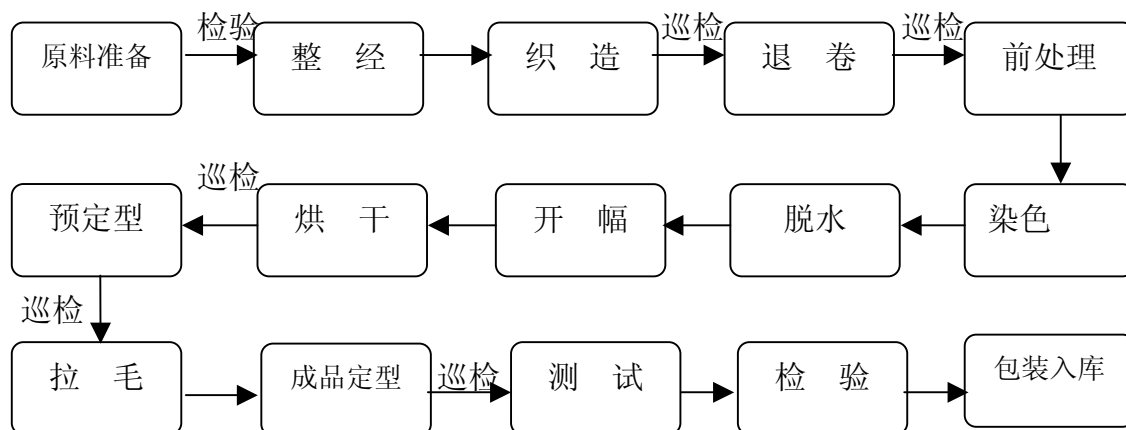 检验
巡检
巡检
原料准备
整 经
织 造
退 卷
前处理
巡检
预定型
烘 干
开 幅
脱水
染色
巡检
拉 毛
成品定型
巡检
测 试
检 验
包装入库